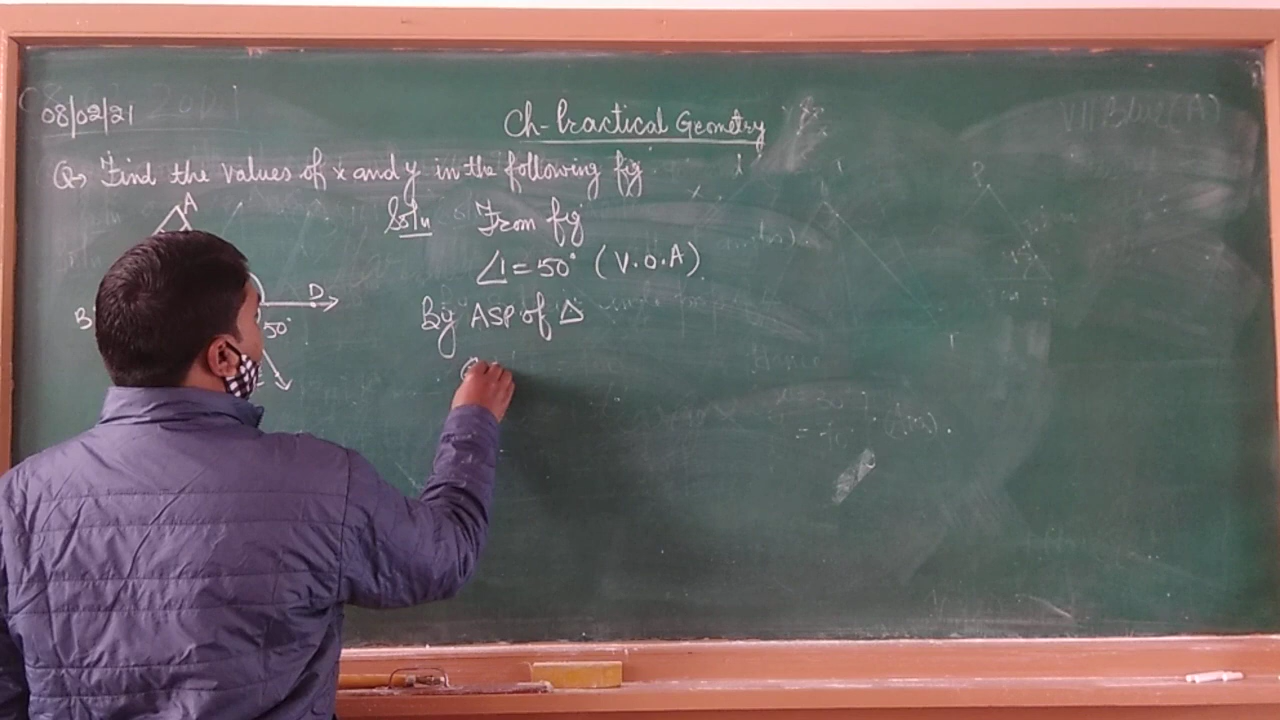 08/02/21
Ch- Practical Geometry
Q→ Find the values of x and y in the following fig
A
Soln From fig
∠1 = 50° (V.O.A)
D
B
50°
By ASP of △